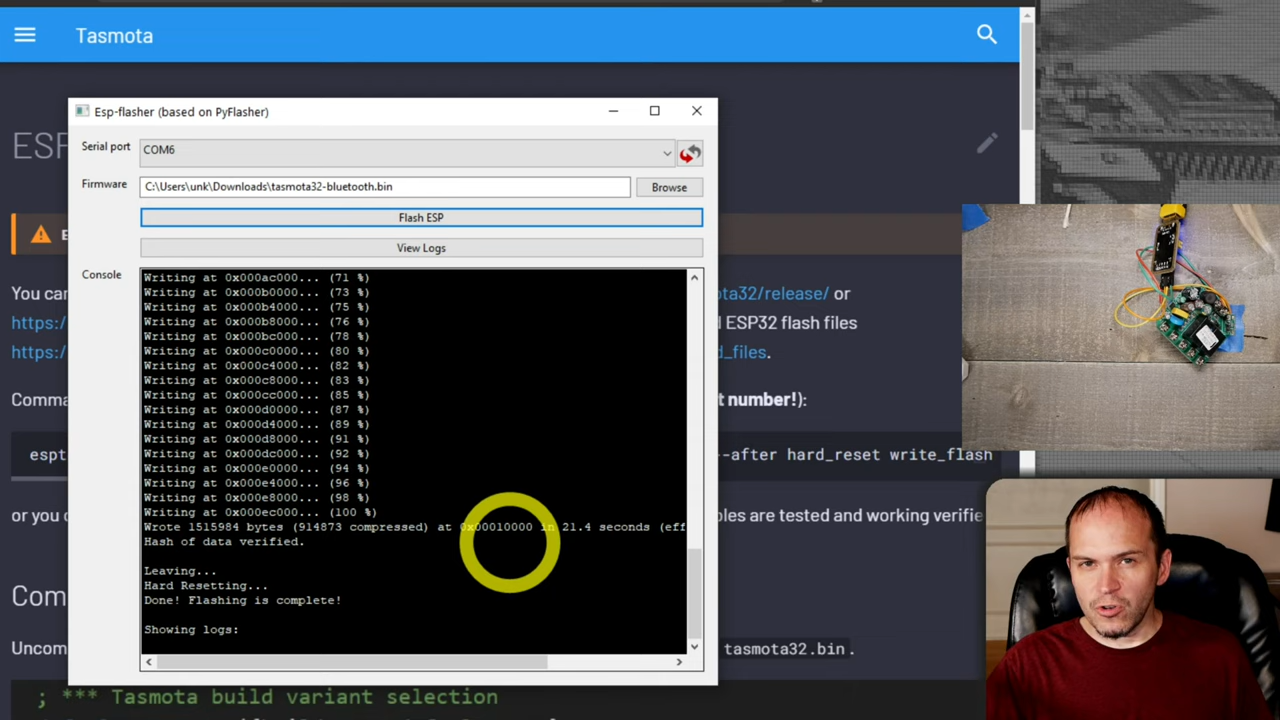 Tasmota
Esp-flasher (based on PyFlasher)
ESP
Serial port
COM6
Firmware
C:\Users\unk\Downloads\tasmota32-bluetooth.bin
Browse
Flash ESP
E
View Logs
Console
Writing at 0x000ac000... (71 %)
Writing at 0x000b0000... (73 %)
You can
ta32/release/ or
Writing at 0x000b4000... (75 %)
Writing at 0x000b8000... (76 %)
https:/
ESP32 flash files
Writing at 0x000bc000... (78 %)
Writing at 0x000c0000... (80 %)
https:/
d_files.
Writing at 0x000c4000... (82 %)
Writing at 0x000c8000... (83 %)
Writing at 0x000cc000... (85 %)
Comma
t number!):
Writing at 0x000d0000... (87 %)
Writing at 0x000d4000... (89 %)
Writing at 0x000d8000... (91 %)
Writing at 0x000dc000... (92 %)
espt
--after hard_reset write_flash
Writing at 0x000e0000... (94 %)
Writing at 0x000e4000... (96 %)
Writing at 0x000e8000... (98 %)
Writing at 0x000ec000... (100 %)
or you c
les are tested and working verifie
Wrote 1515984 bytes (914873 compressed) at 0x00010000 in 21.4 seconds (eff
Hash of data verified.
Leaving...
Hard Resetting...
Com
Done! Flashing is complete!
Showing logs:
Uncom
tasmota32.bin.
; *** Tasmota build variant selection